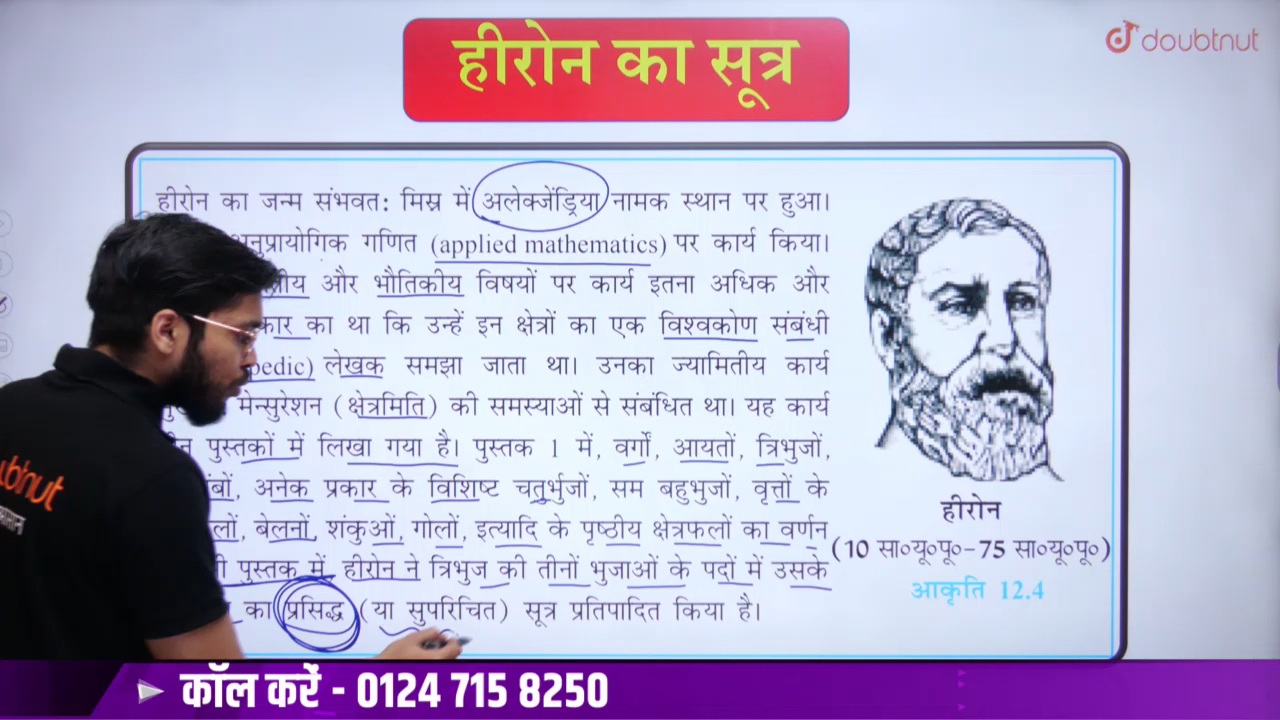 हीरोन का सूत्र
doubtnut
हीरोन का जन्म संभवत: मिस्र में अलेक्जेंड्रिया नामक स्थान पर हुआ।
अनुप्रायोगिक गणित (applied mathematics) पर कार्य किया।
और भौतिकीय विषयों पर कार्य इतना अधिक और
का था कि उन्हें इन क्षेत्रों का एक विश्वकोण संबंधी
pedic) लेखक समझा जाता था। उनका ज्यामितीय कार्य
मेन्सुरेशन (क्षेत्रमिति) की समस्याओं से संबंधित था। यह कार्य
पुस्तकों में लिखा गया है। पुस्तक 1 में, वर्गों, आयतों, त्रिभुजों,
अनेक प्रकार के विशिष्ट चतुर्भुजों, सम बहुभुजों, वृत्तों के
बेलनों, शंकुओं, गोलों, इत्यादि के पृष्ठीय क्षेत्रफलों का वर्णन
पुस्तक में, हीरोन ने त्रिभुज की तीनों भुजाओं के पदों में उसके
का प्रसिद्ध (या सुपरिचित) सूत्र प्रतिपादित किया है।
हीरोन
(10 सा०यू०पू०-75 सा०यू०पू०)
आकृति 12.4
कॉल करें - 0124 715 8250